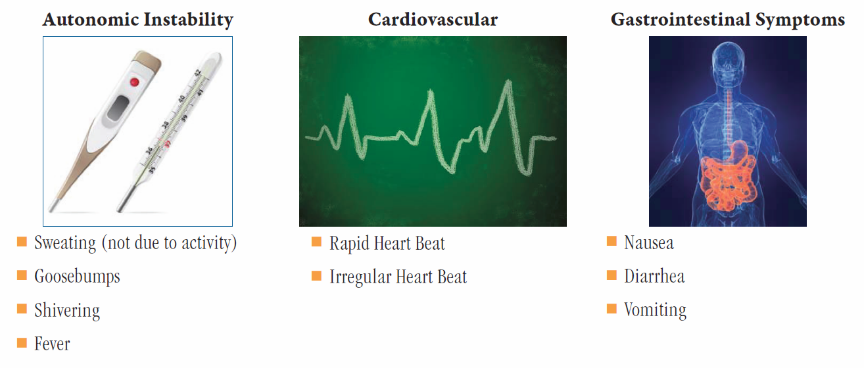 Autonomic Instability
Sweating (not due to activity)
Goosebumps
Shivering
Fever
Cardiovascular
Rapid Heart Beat
Irregular Heart Beat
Gastrointestinal Symptoms
Nausea
Diarrhea
Vomiting